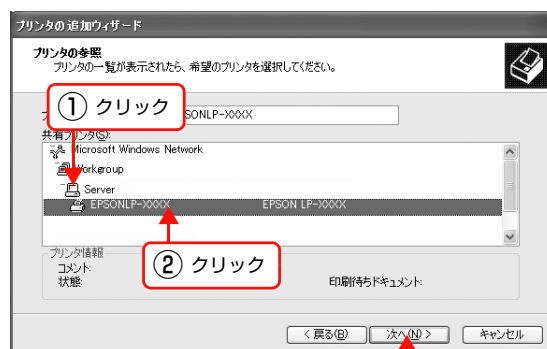 プリンタの追加ウィザード
プリンタの参照
プリンタの一覧が表示されたら、希望のプリンタを選択してください。
① クリック
SONLP-XXXX
共有プリンタ(S):
Microsoft Windows Network
Workgroup
Server
EPSONLP-XXXX EPSON LP-XXXX
② クリック
プリンタ情報
コメント:
状態: 印刷待ちドキュメント:
< 戻る(B) 次へ(N) > キャンセル